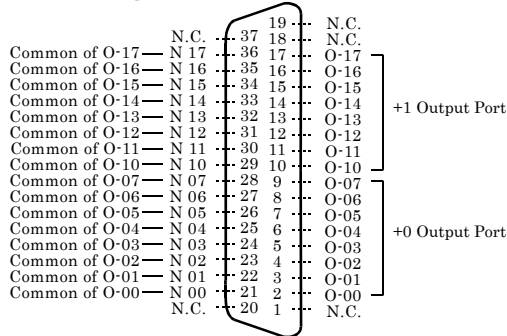 19 N.C.
N.C. 37 18 N.C.
Common of O-17 N 17 36 17 O-17
Common of O-16 N 16 35 16 O-16
Common of O-15 N 15 34 15 O-15
Common of O-14 N 14 33 14 O-14 +1 Output Port
Common of O-13 N 13 32 13 O-13
Common of O-12 N 12 31 12 O-12
Common of O-11 N 11 30 11 O-11
Common of O-10 N 10 29 10 O-10
Common of O-07 N 07 28 9 O-07
Common of O-06 N 06 27 8 O-06
Common of O-05 N 05 26 7 O-05
Common of O-04 N 04 25 6 O-04 +0 Output Port
Common of O-03 N 03 24 5 O-03
Common of O-02 N 02 23 4 O-02
Common of O-01 N 01 22 3 O-01
Common of O-00 N 00 21 2 O-00
N.C. 20 1 N.C.